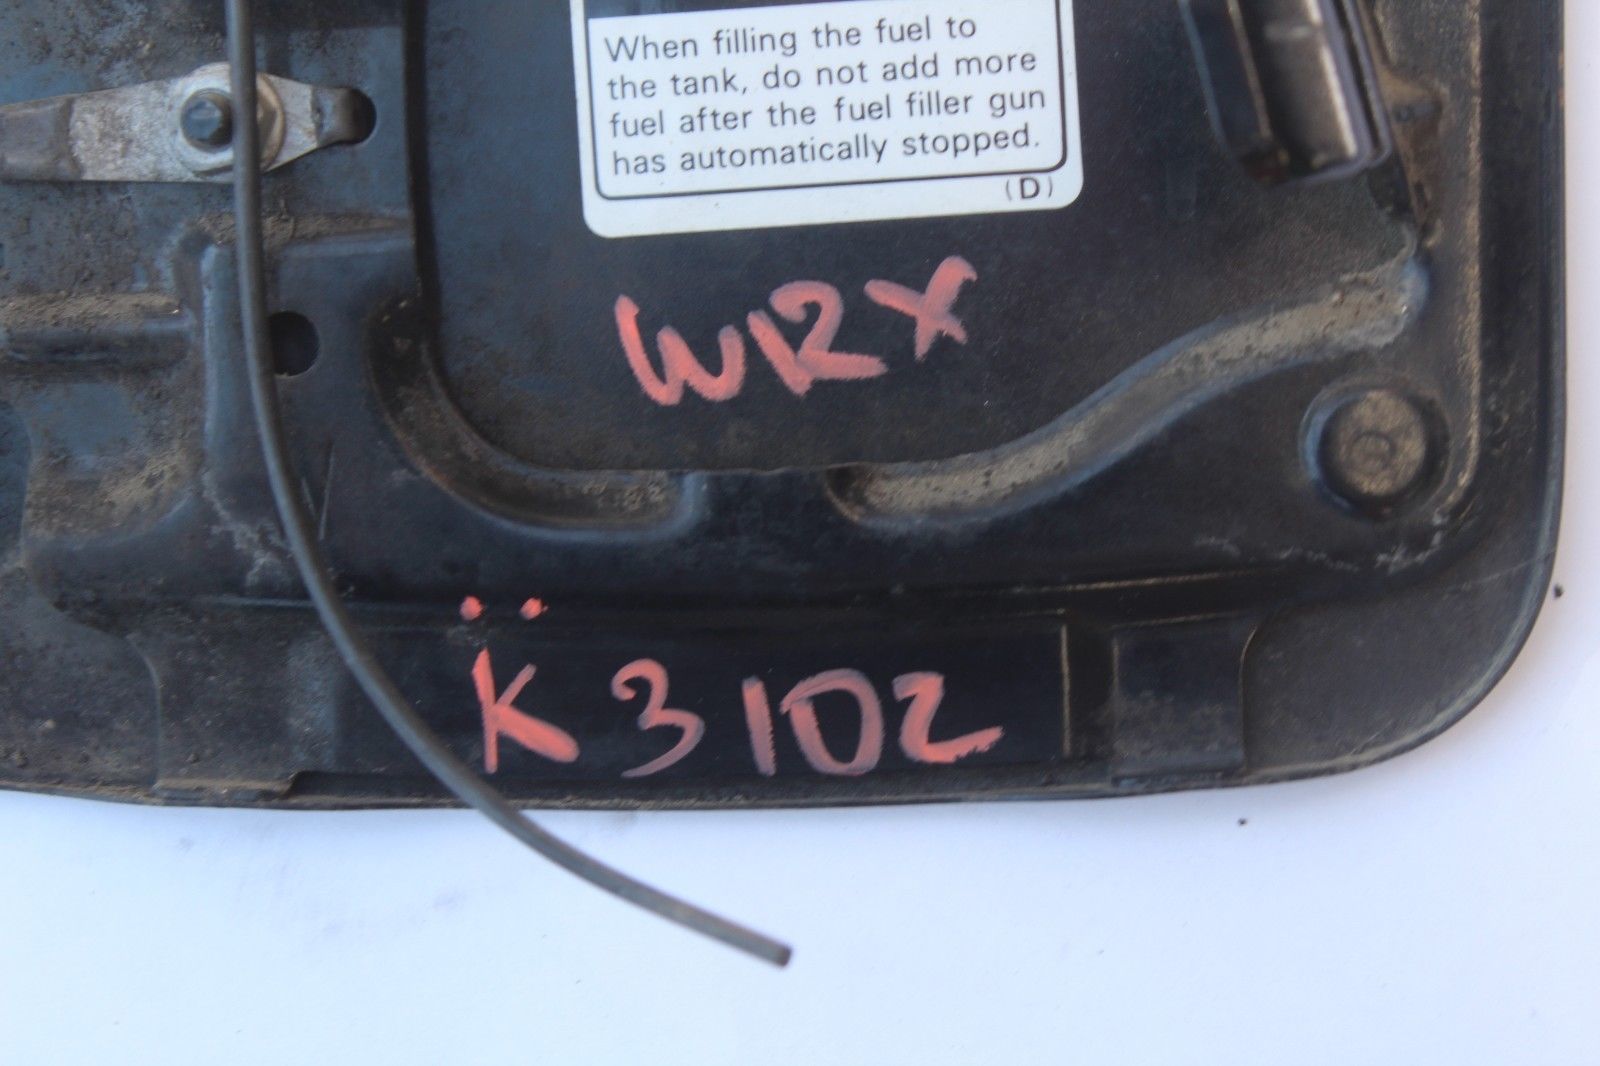 When filling the fuel to
the tank, do not add more
fuel after the fuel filler gun
has automatically stopped.
(D)
WRX
K̈ 3102